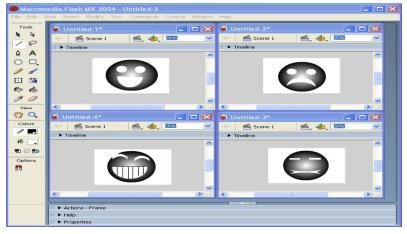 Macromedia Flash MX 2004 - Untitled-2
File Edit View Insert Modify Text Commands Control Window Help
Tools
View
Colors
Options
Untitled-1*
Scene 1
Timeline
Untitled-2*
Scene 1
Timeline
Untitled-4*
Scene 1
Timeline
Untitled-3*
Scene 1
Timeline
Actions - Frame
Help
Properties